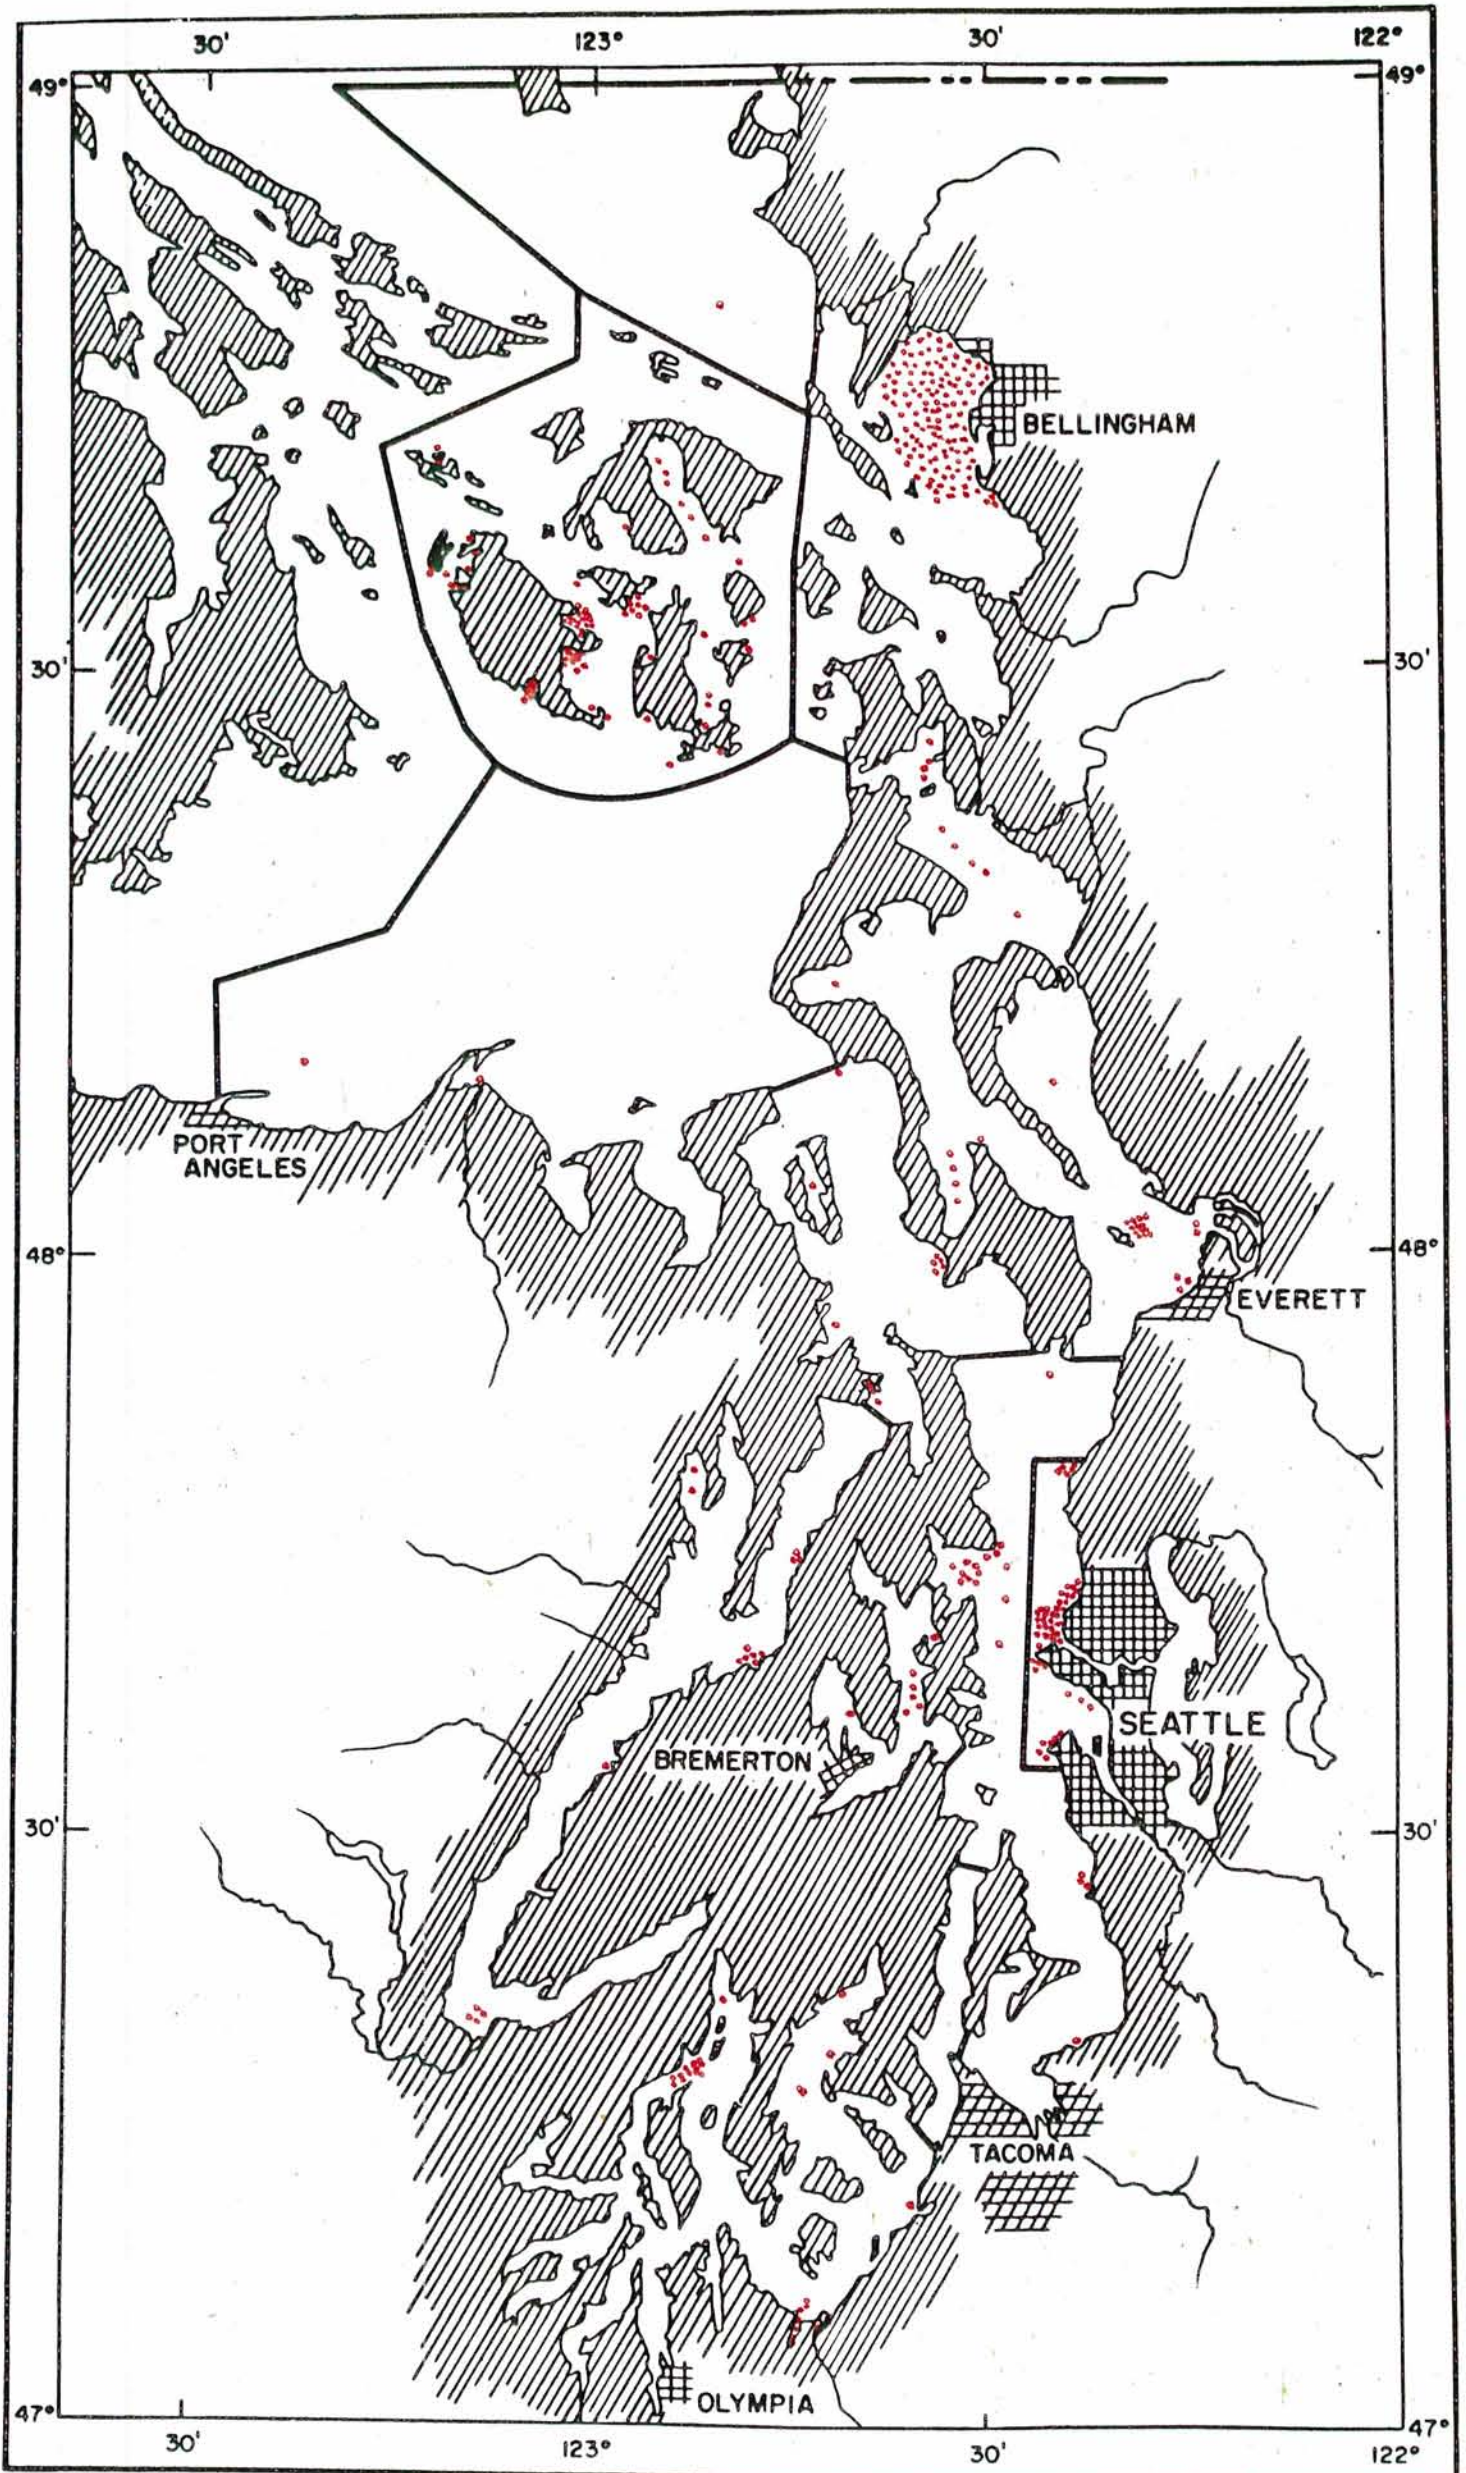 30' 123° 30' 122°
49° 49°
BELLINGHAM
30' 30'
PORT
ANGELES
48° 48°
EVERETT
SEATTLE
BREMERTON
30' 30'
TACOMA
OLYMPIA
47° 47°
30' 123° 30' 122°